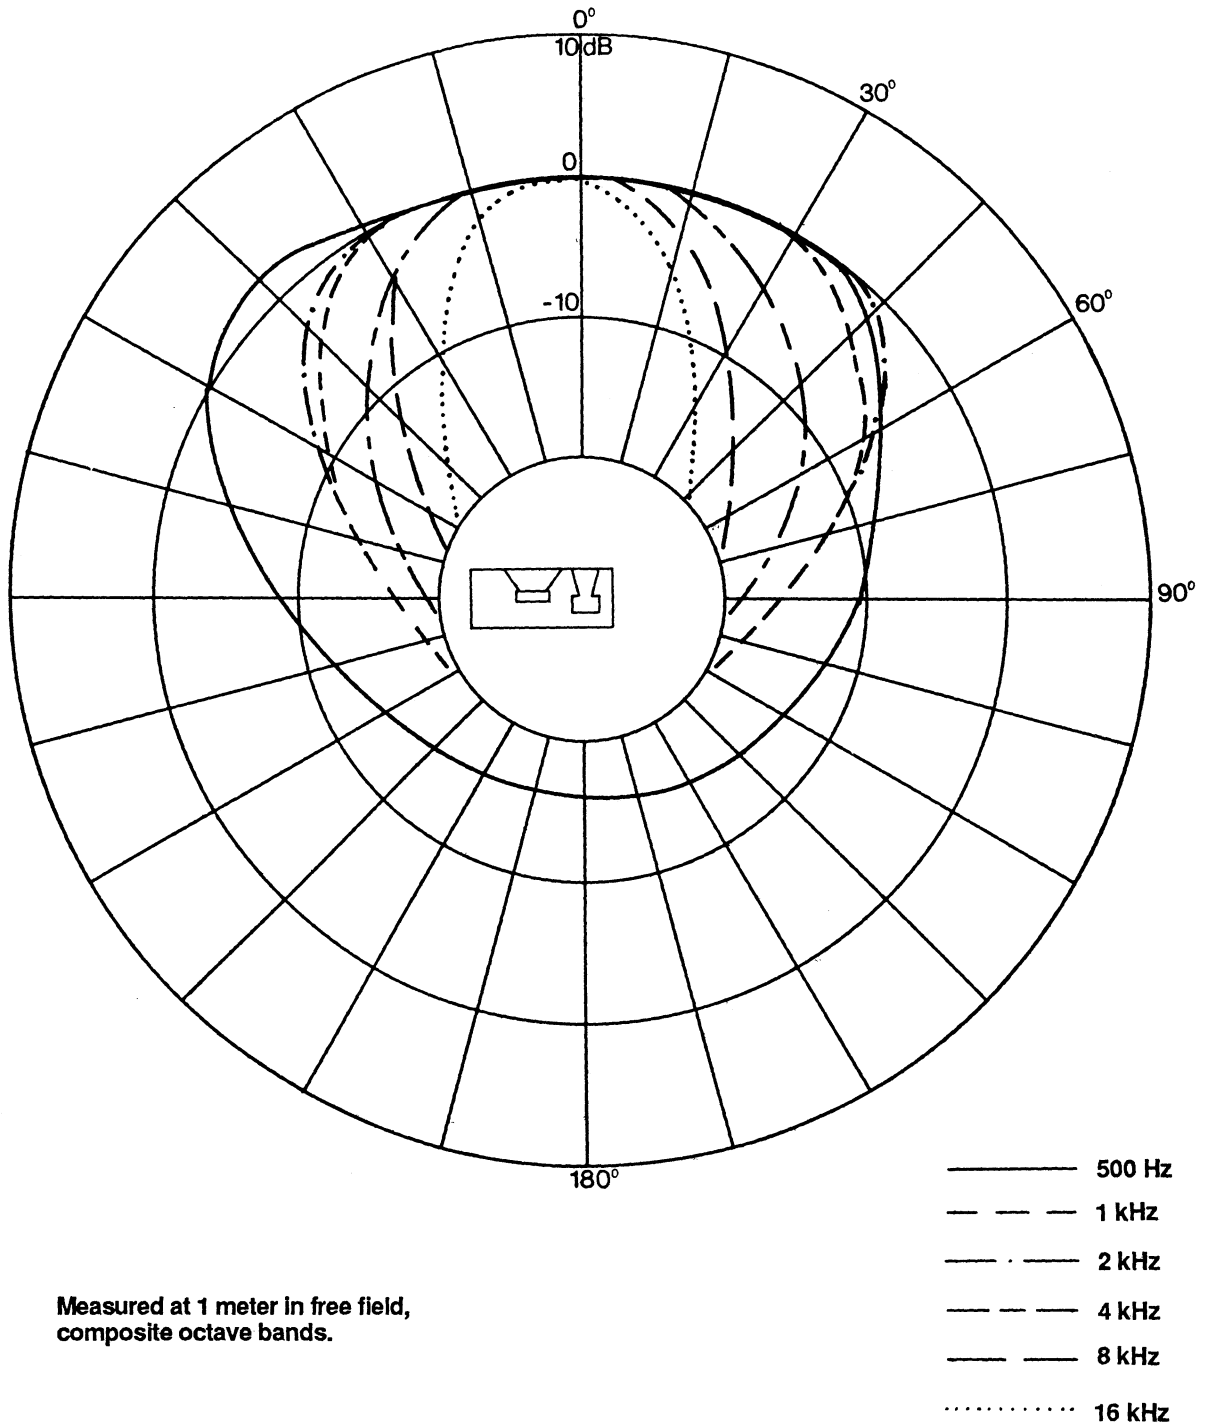 0°
10 dB
30°
0
-10
60°
90°
180°
500 Hz
1 kHz
2 kHz
4 kHz
8 kHz
16 kHz
Measured at 1 meter in free field,
composite octave bands.